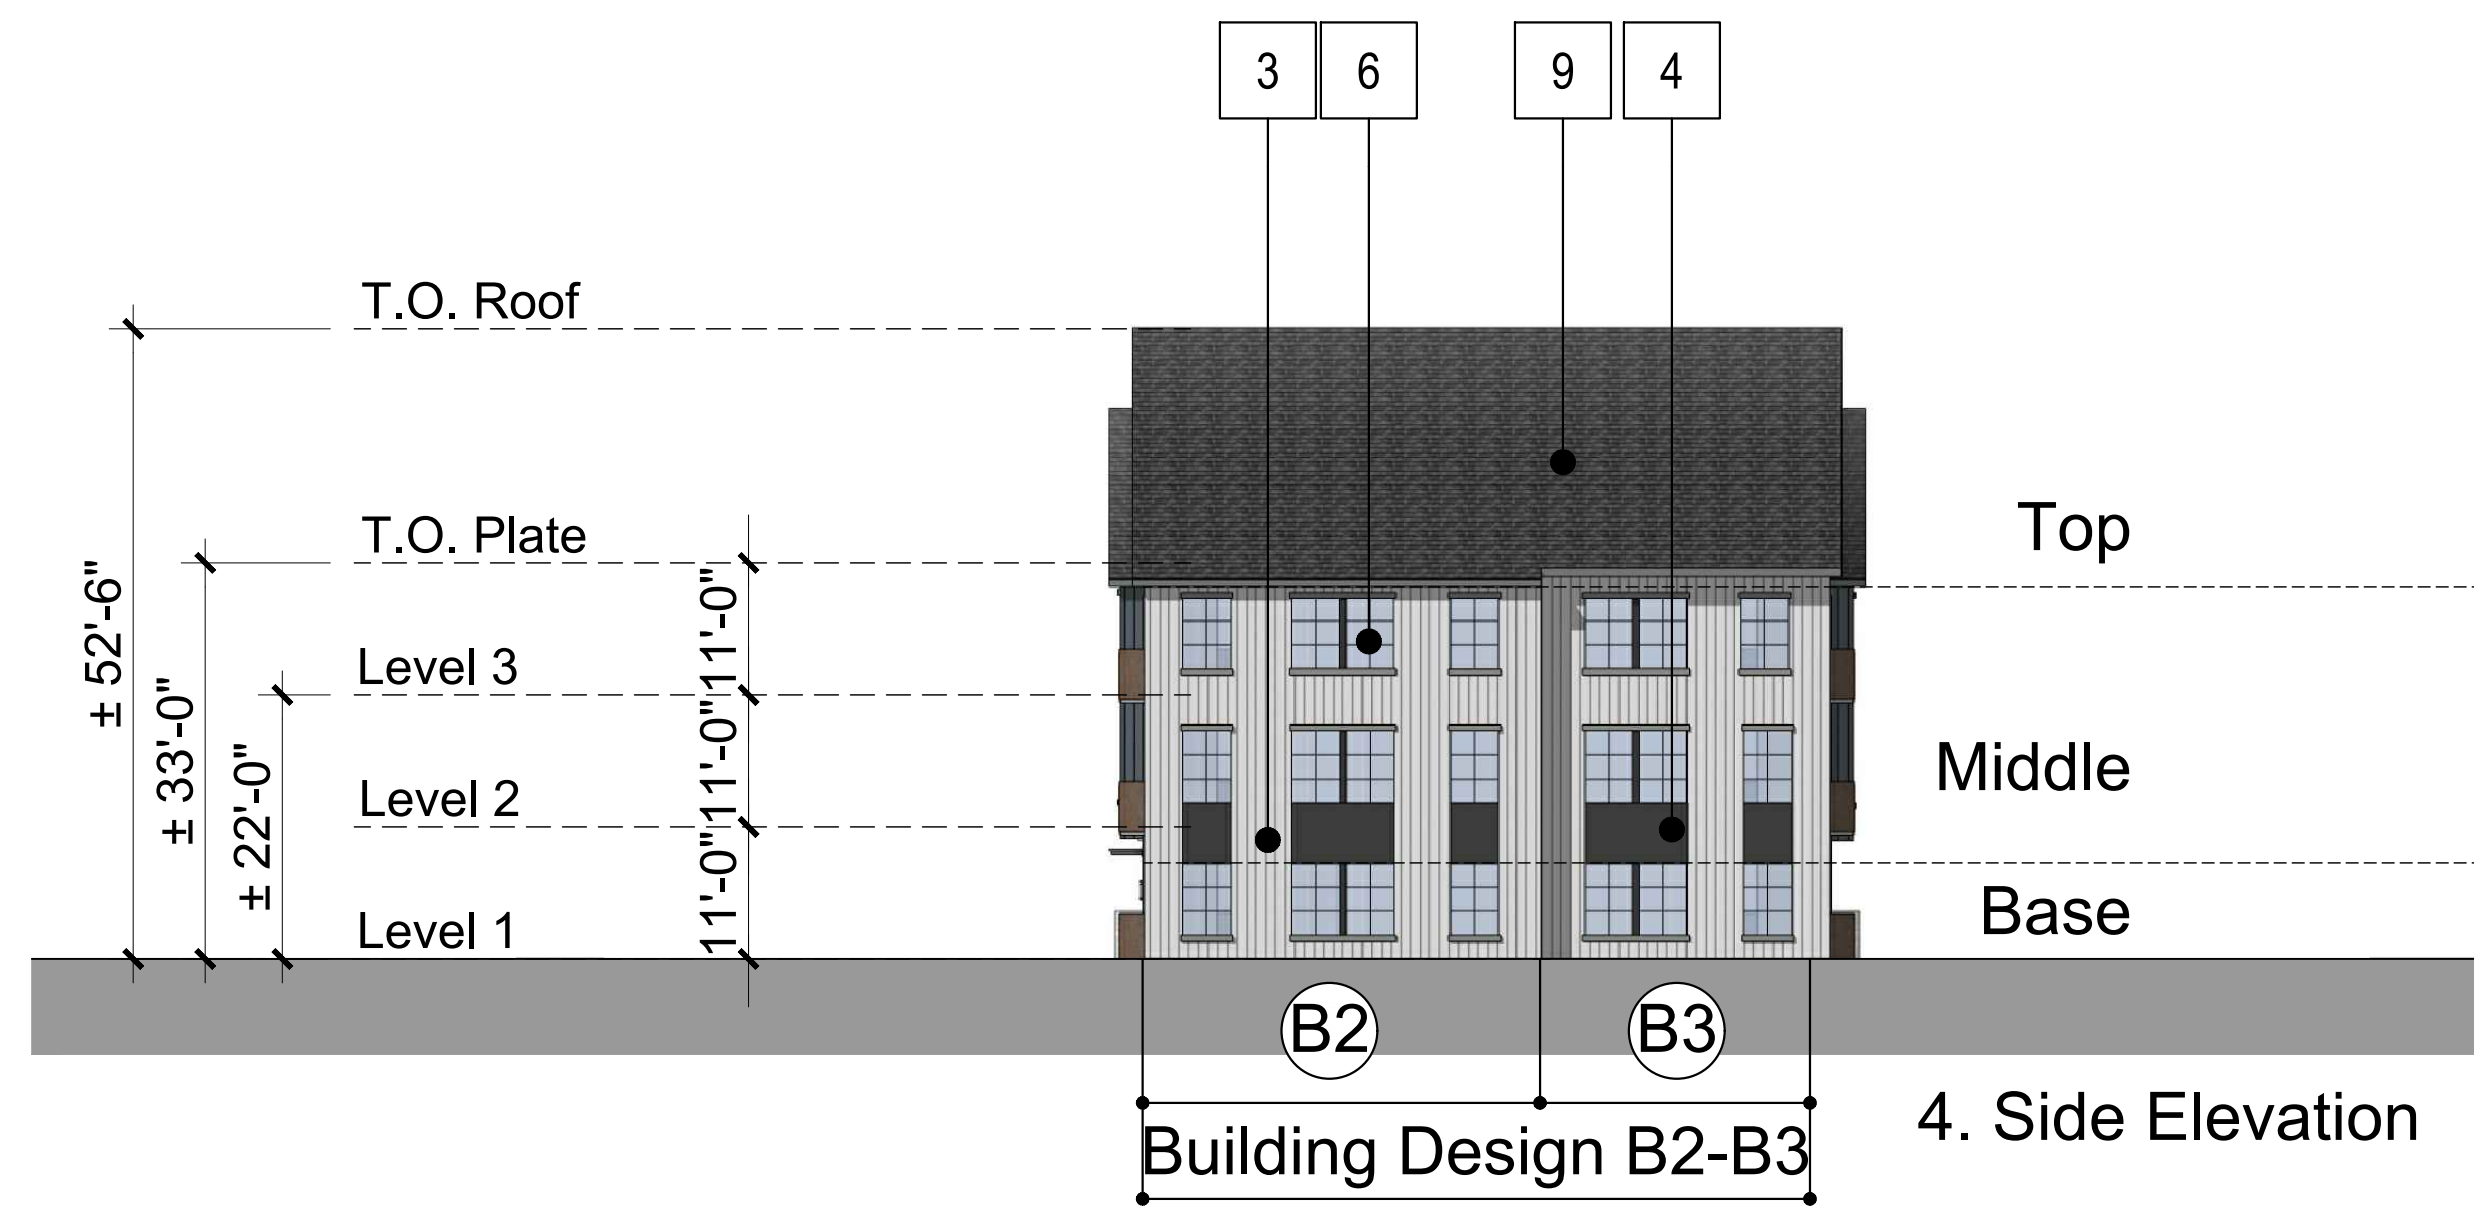 3 6 9 4
T.O. Roof
T.O. Plate
Level 3
Level 2
Level 1
± 52'-6"
± 33'-0"
± 22'-0"
11'-0"
11'-0"
11'-0"
Top
Middle
Base
B2 B3
Building Design B2-B3
4. Side Elevation